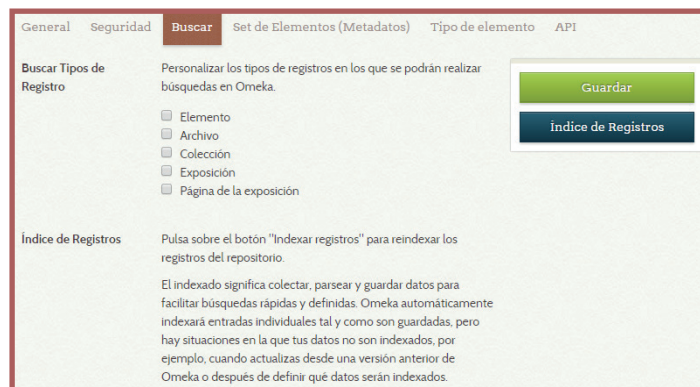 General Seguridad Buscar Set de Elementos (Metadatos) Tipo de elemento API
Buscar Tipos de Registro
Personalizar los tipos de registros en los que se podrán realizar
búsquedas en Omeka.
Elemento
Archivo
Colección
Exposición
Página de la exposición
Guardar
Índice de Registros
Índice de Registros
Pulsa sobre el botón "Indexar registros" para reindexar los
registros del repositorio.
El indexado significa colectar, parsear y guardar datos para
facilitar búsquedas rápidas y definidas. Omeka automáticamente
indexará entradas individuales tal y como son guardadas, pero
hay situaciones en la que tus datos no son indexados, por
ejemplo, cuando actualizas desde una versión anterior de
Omeka o después de definir qué datos serán indexados.